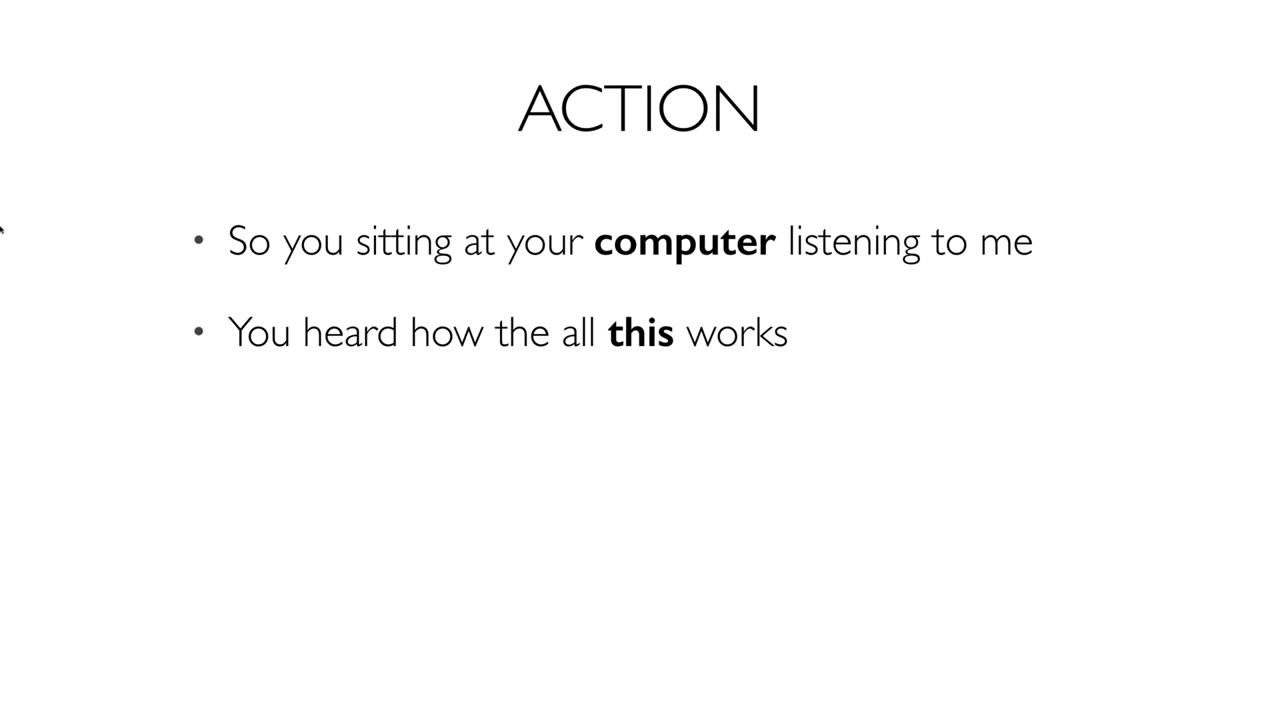 ACTION
• So you sitting at your computer listening to me
• You heard how the all this works